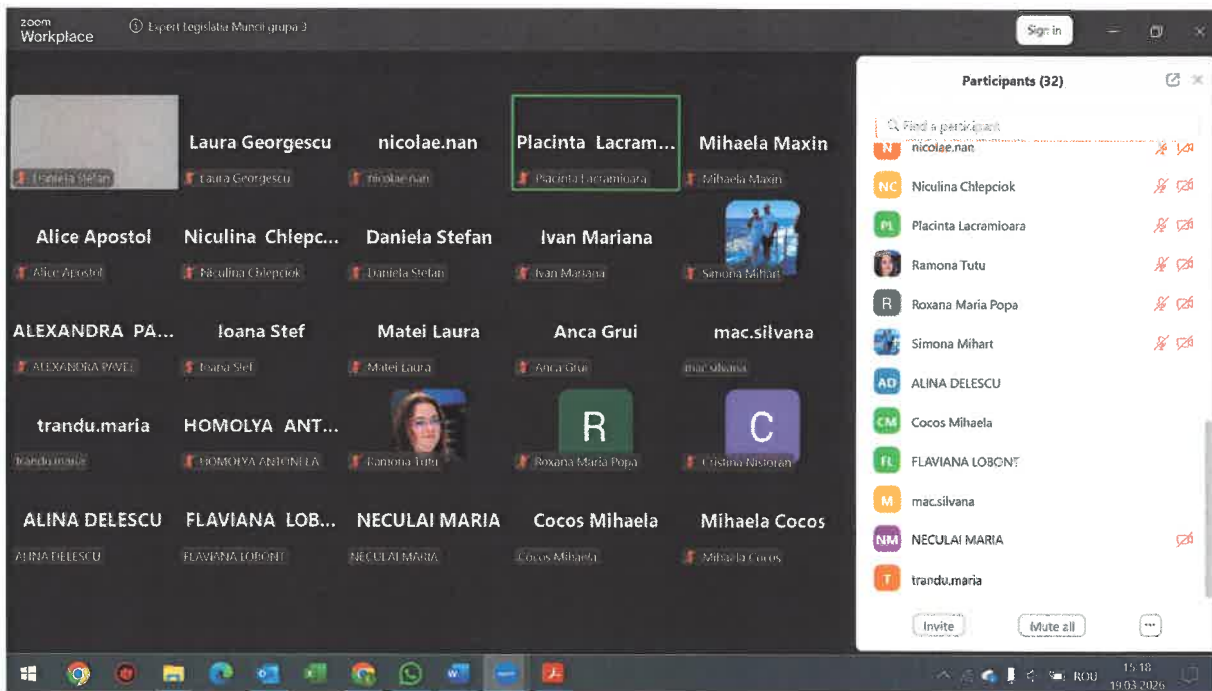 zoom
Workplace
Expert Legislatia Muncii grupa 3
Sign in
Daniela Stefan
Laura Georgescu
Laura Georgescu
nicolae.nan
nicolae.nan
Placinta Lacram...
Placinta Lacramioara
Mihaela Maxin
Mihaela Maxin
Alice Apostol
Alice Apostol
Niculina Chlepc...
Niculina Chlepciok
Daniela Stefan
Daniela Stefan
Ivan Mariana
Ivan Mariana
Simona Mihart
ALEXANDRA PA...
ALEXANDRA PAVEL
Ioana Stef
Ioana Stef
Matei Laura
Matei Laura
Anca Grui
Anca Grui
mac.silvana
mac.silvana
trandu.maria
trandu.maria
HOMOLYA ANT...
HOMOLYA ANTONELA
Ramona Tutu
R
Roxana Maria Popa
C
Cristina Nistoran
ALINA DELESCU
ALINA DELESCU
FLAVIANA LOB...
FLAVIANA LOBONT
NECULAI MARIA
NECULAI MARIA
Cocos Mihaela
Cocos Mihaela
Mihaela Cocos
Mihaela Cocos
Participants (32)
Find a participant
N nicolae.nan
NC Niculina Chlepciok
PL Placinta Lacramioara
Ramona Tutu
R Roxana Maria Popa
Simona Mihart
AD ALINA DELESCU
CM Cocos Mihaela
FL FLAVIANA LOBONT
M mac.silvana
NM NECULAI MARIA
T trandu.maria
Invite
Mute all
...
ROU
15:18
19.03.2026